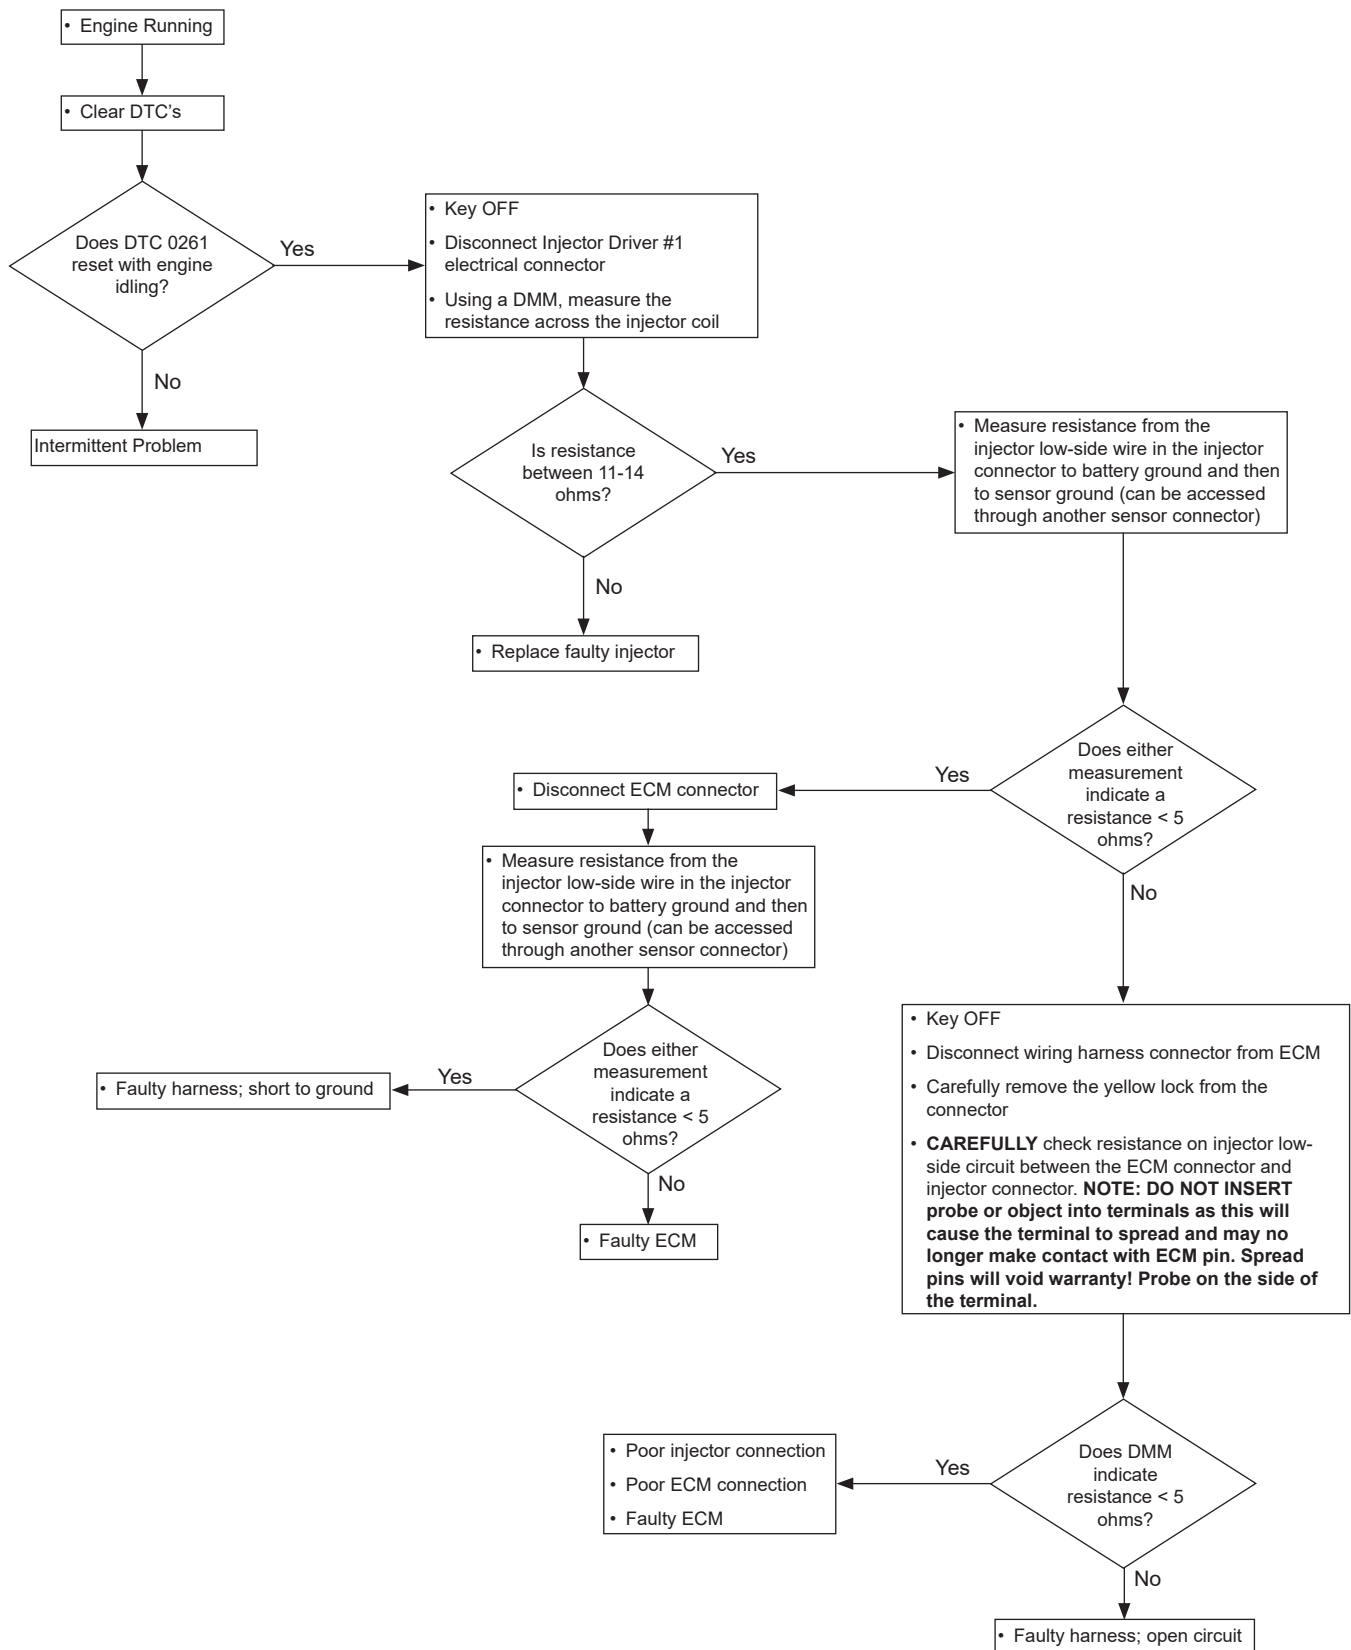 • Engine Running
• Clear DTC's
Does DTC 0261
reset with engine
idling?
Yes
No
Intermittent Problem
• Key OFF
• Disconnect Injector Driver #1
electrical connector
• Using a DMM, measure the
resistance across the injector coil
Is resistance
between 11-14
ohms?
Yes
No
• Replace faulty injector
• Measure resistance from the
injector low-side wire in the injector
connector to battery ground and then
to sensor ground (can be accessed
through another sensor connector)
Does either
measurement
indicate a
resistance < 5
ohms?
Yes
No
• Disconnect ECM connector
• Measure resistance from the
injector low-side wire in the injector
connector to battery ground and then
to sensor ground (can be accessed
through another sensor connector)
Does either
measurement
indicate a
resistance < 5
ohms?
Yes
• Faulty harness; short to ground
No
• Faulty ECM
• Key OFF
• Disconnect wiring harness connector from ECM
• Carefully remove the yellow lock from the
connector
• CAREFULLY check resistance on injector low-
side circuit between the ECM connector and
injector connector. NOTE: DO NOT INSERT
probe or object into terminals as this will
cause the terminal to spread and may no
longer make contact with ECM pin. Spread
pins will void warranty! Probe on the side of
the terminal.
Does DMM
indicate
resistance < 5
ohms?
Yes
• Poor injector connection
• Poor ECM connection
• Faulty ECM
No
• Faulty harness; open circuit